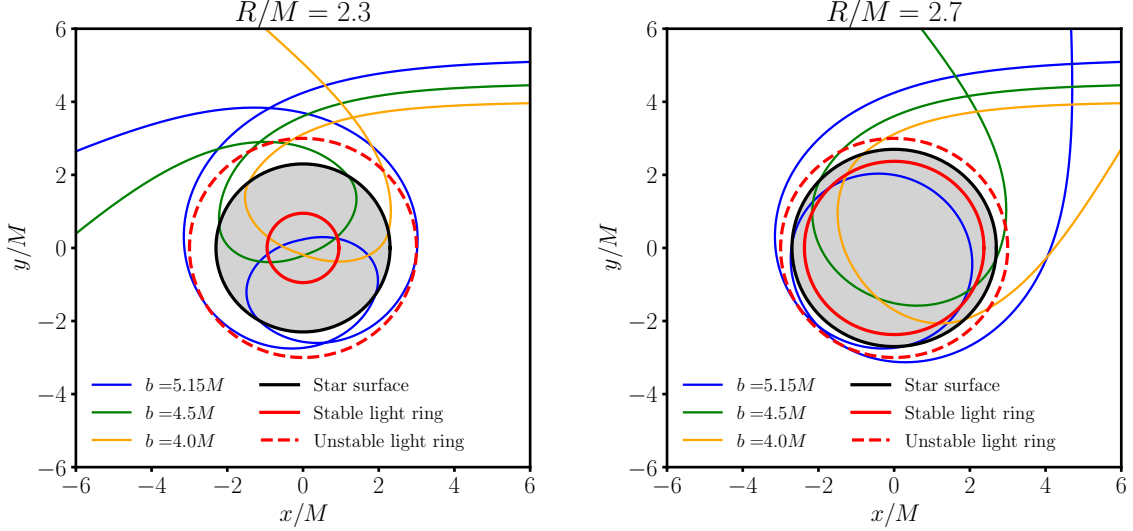 R/M = 2.3
6
4
2
0
−2
−4
−6
y/M
b =5.15M
b =4.5M
b =4.0M
Star surface
Stable light ring
Unstable light ring
−6 −4 −2 0 2 4 6
x/M
R/M = 2.7
6
4
2
0
−2
−4
−6
y/M
b =5.15M
b =4.5M
b =4.0M
Star surface
Stable light ring
Unstable light ring
−6 −4 −2 0 2 4 6
x/M